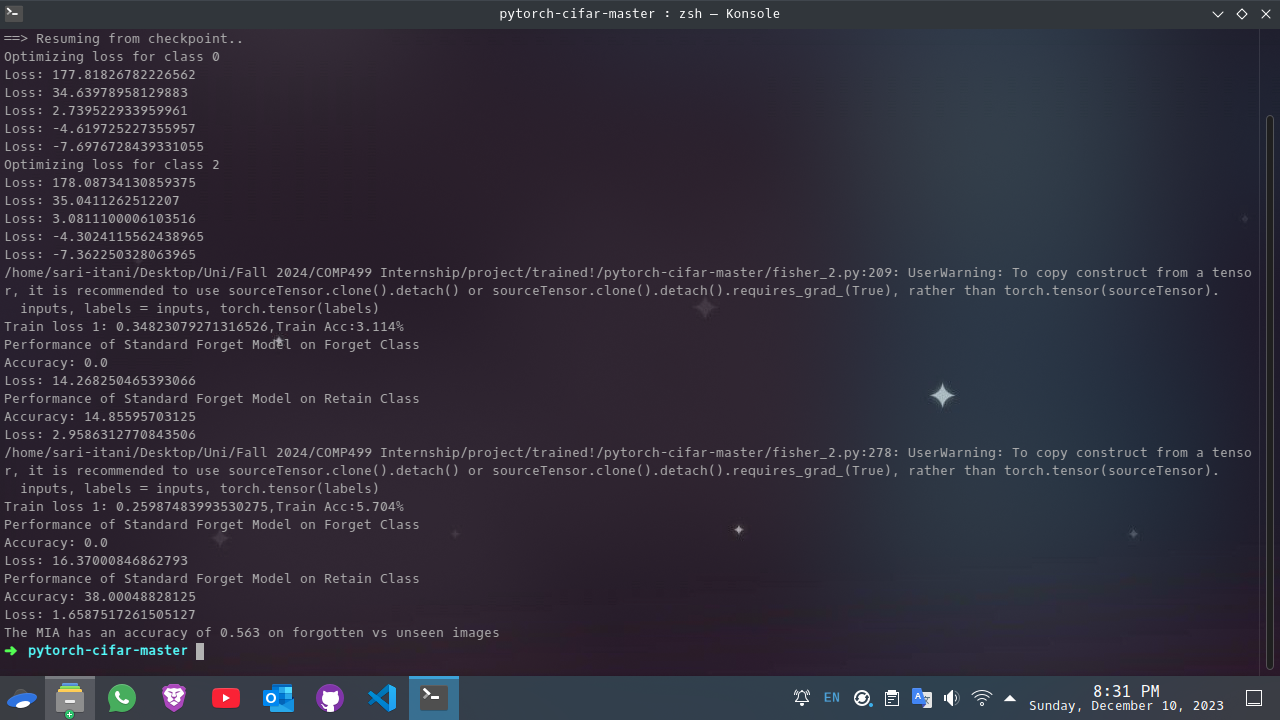 pytorch-cifar-master : zsh — Konsole
==> Resuming from checkpoint..
Optimizing loss for class 0
Loss: 177.81826782226562
Loss: 34.63978958129883
Loss: 2.739522933959961
Loss: -4.619725227355957
Loss: -7.6976728439331055
Optimizing loss for class 2
Loss: 178.08734130859375
Loss: 35.0411262512207
Loss: 3.0811100006103516
Loss: -4.3024115562438965
Loss: -7.362250328063965
/home/sari-itani/Desktop/Uni/Fall 2024/COMP499 Internship/project/trained!/pytorch-cifar-master/fisher_2.py:209: UserWarning: To copy construct from a tenso
r, it is recommended to use sourceTensor.clone().detach() or sourceTensor.clone().detach().requires_grad_(True), rather than torch.tensor(sourceTensor).
  inputs, labels = inputs, torch.tensor(labels)
Train loss 1: 0.34823079271316526,Train Acc:3.114%
Performance of Standard Forget Model on Forget Class
Accuracy: 0.0
Loss: 14.268250465393066
Performance of Standard Forget Model on Retain Class
Accuracy: 14.85595703125
Loss: 2.9586312770843506
/home/sari-itani/Desktop/Uni/Fall 2024/COMP499 Internship/project/trained!/pytorch-cifar-master/fisher_2.py:278: UserWarning: To copy construct from a tenso
r, it is recommended to use sourceTensor.clone().detach() or sourceTensor.clone().detach().requires_grad_(True), rather than torch.tensor(sourceTensor).
  inputs, labels = inputs, torch.tensor(labels)
Train loss 1: 0.25987483993530275,Train Acc:5.704%
Performance of Standard Forget Model on Forget Class
Accuracy: 0.0
Loss: 16.37000846862793
Performance of Standard Forget Model on Retain Class
Accuracy: 38.00048828125
Loss: 1.6587517261505127
The MIA has an accuracy of 0.563 on forgotten vs unseen images
➜ pytorch-cifar-master
EN
8:31 PM
Sunday, December 10, 2023